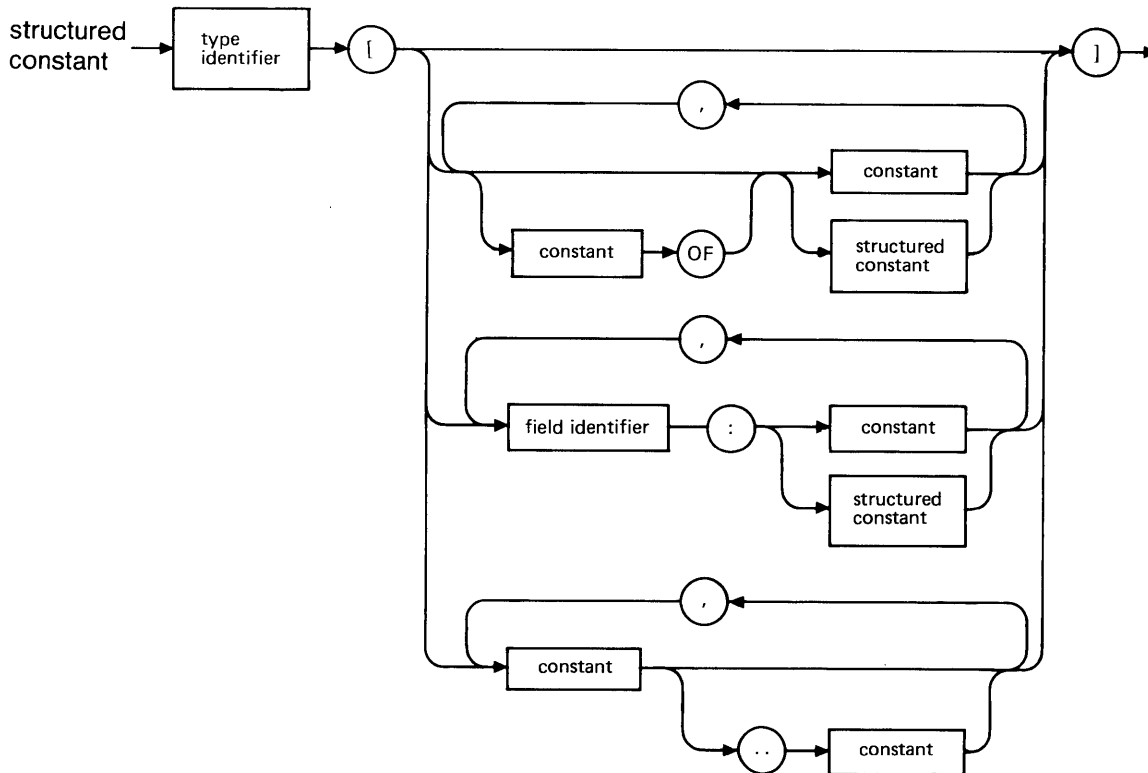 structured
constant
type
identifier
[
]
,
constant
constant
OF
structured
constant
,
field identifier
:
constant
structured
constant
,
constant
..
constant